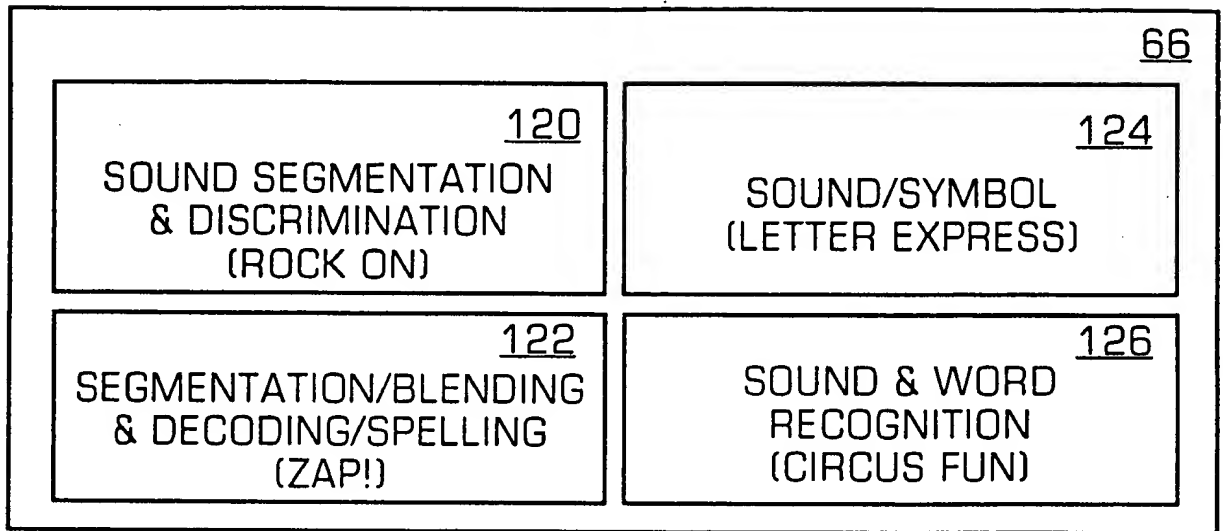 66
120
SOUND SEGMENTATION
& DISCRIMINATION
(ROCK ON)
124
SOUND/SYMBOL
(LETTER EXPRESS)
122
SEGMENTATION/BLENDING
& DECODING/SPELLING
(ZAP!)
126
SOUND & WORD
RECOGNITION
(CIRCUS FUN)